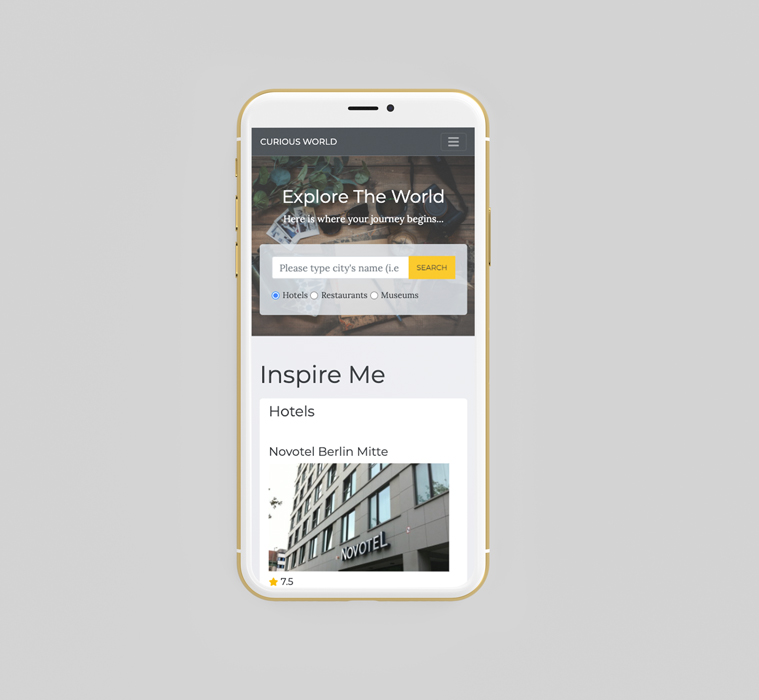 CURIOUS WORLD
Explore The World
Here is where your journey begins...
Please type city's name (i.e
SEARCH
Hotels Restaurants Museums
Inspire Me
Hotels
Novotel Berlin Mitte
NOVOTEL
7.5